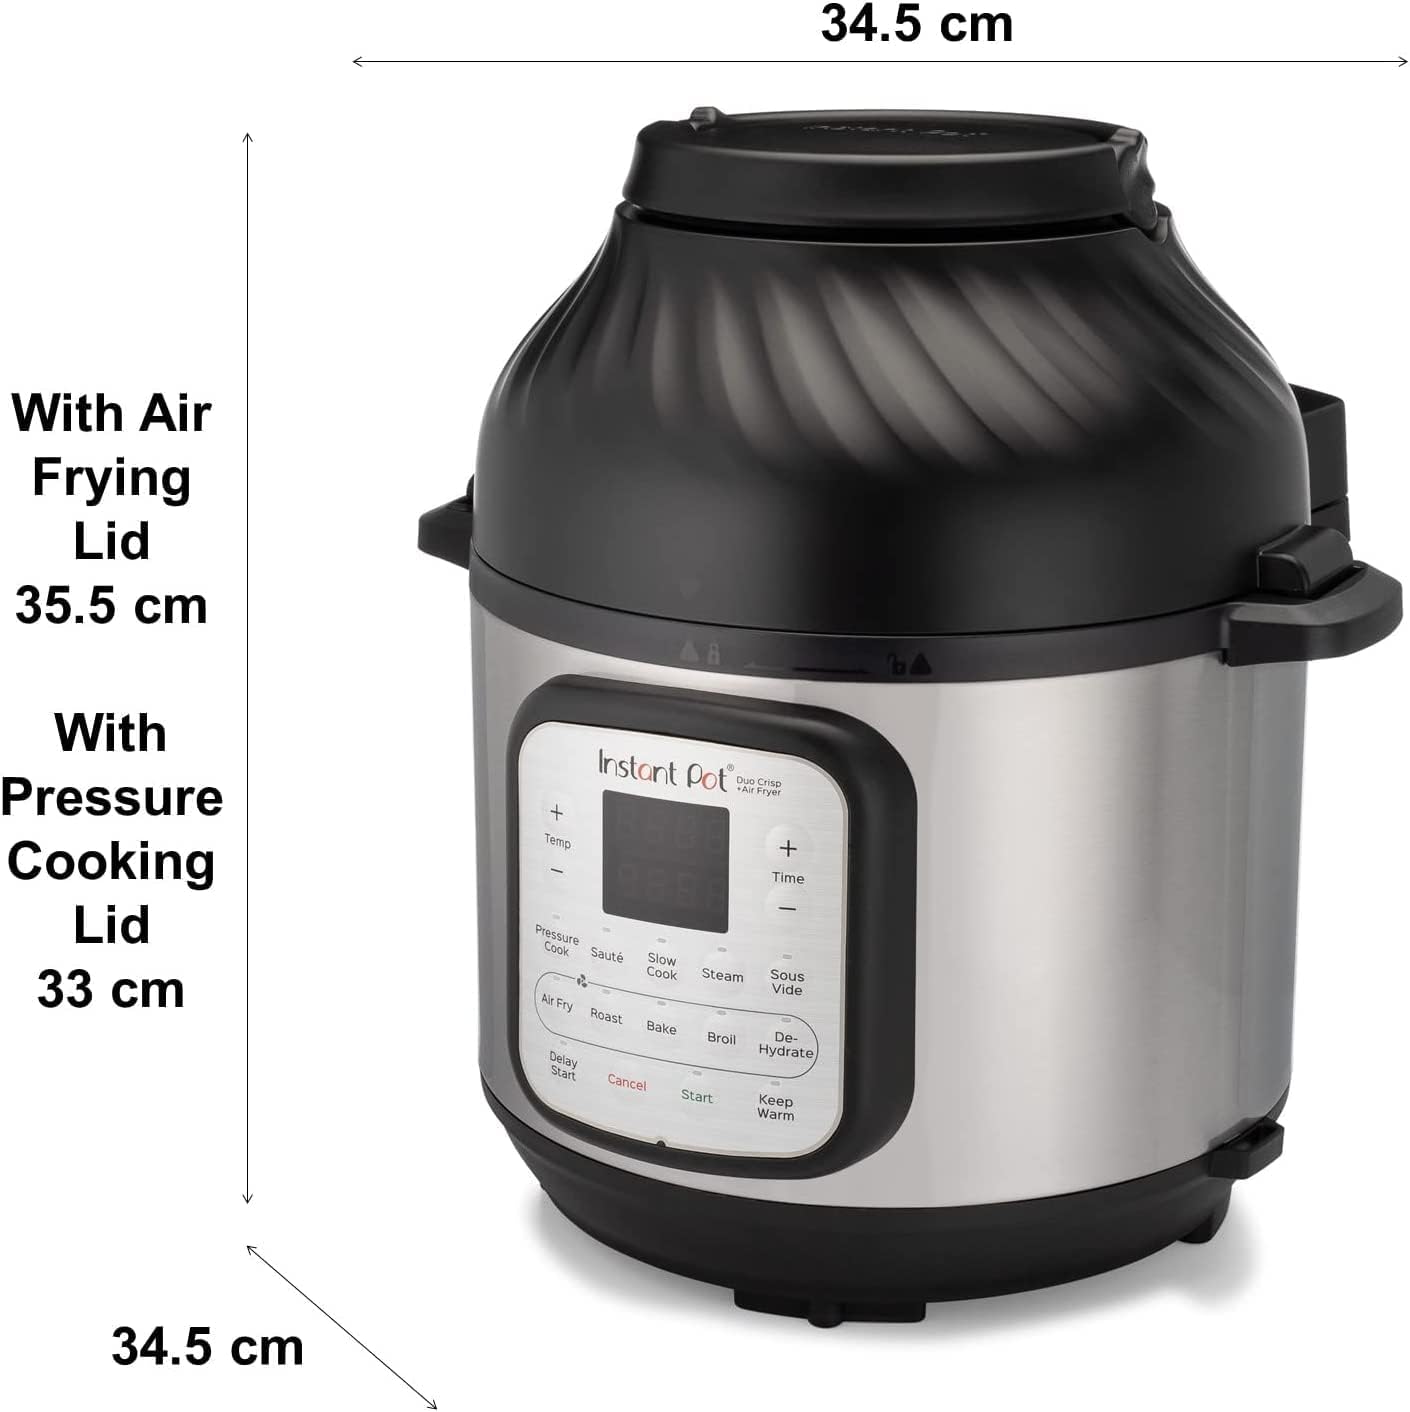 34.5 cm
With Air
Frying
Lid
35.5 cm
With
Pressure
Cooking
Lid
33 cm
34.5 cm
Instant Pot®
Duo Crisp
+Air Fryer
+
Temp
−
+
Time
−
Pressure
Cook
Sauté
Slow
Cook
Steam
Sous
Vide
Air Fry
Roast
Bake
Broil
De-
Hydrate
Delay
Start
Cancel
Start
Keep
Warm